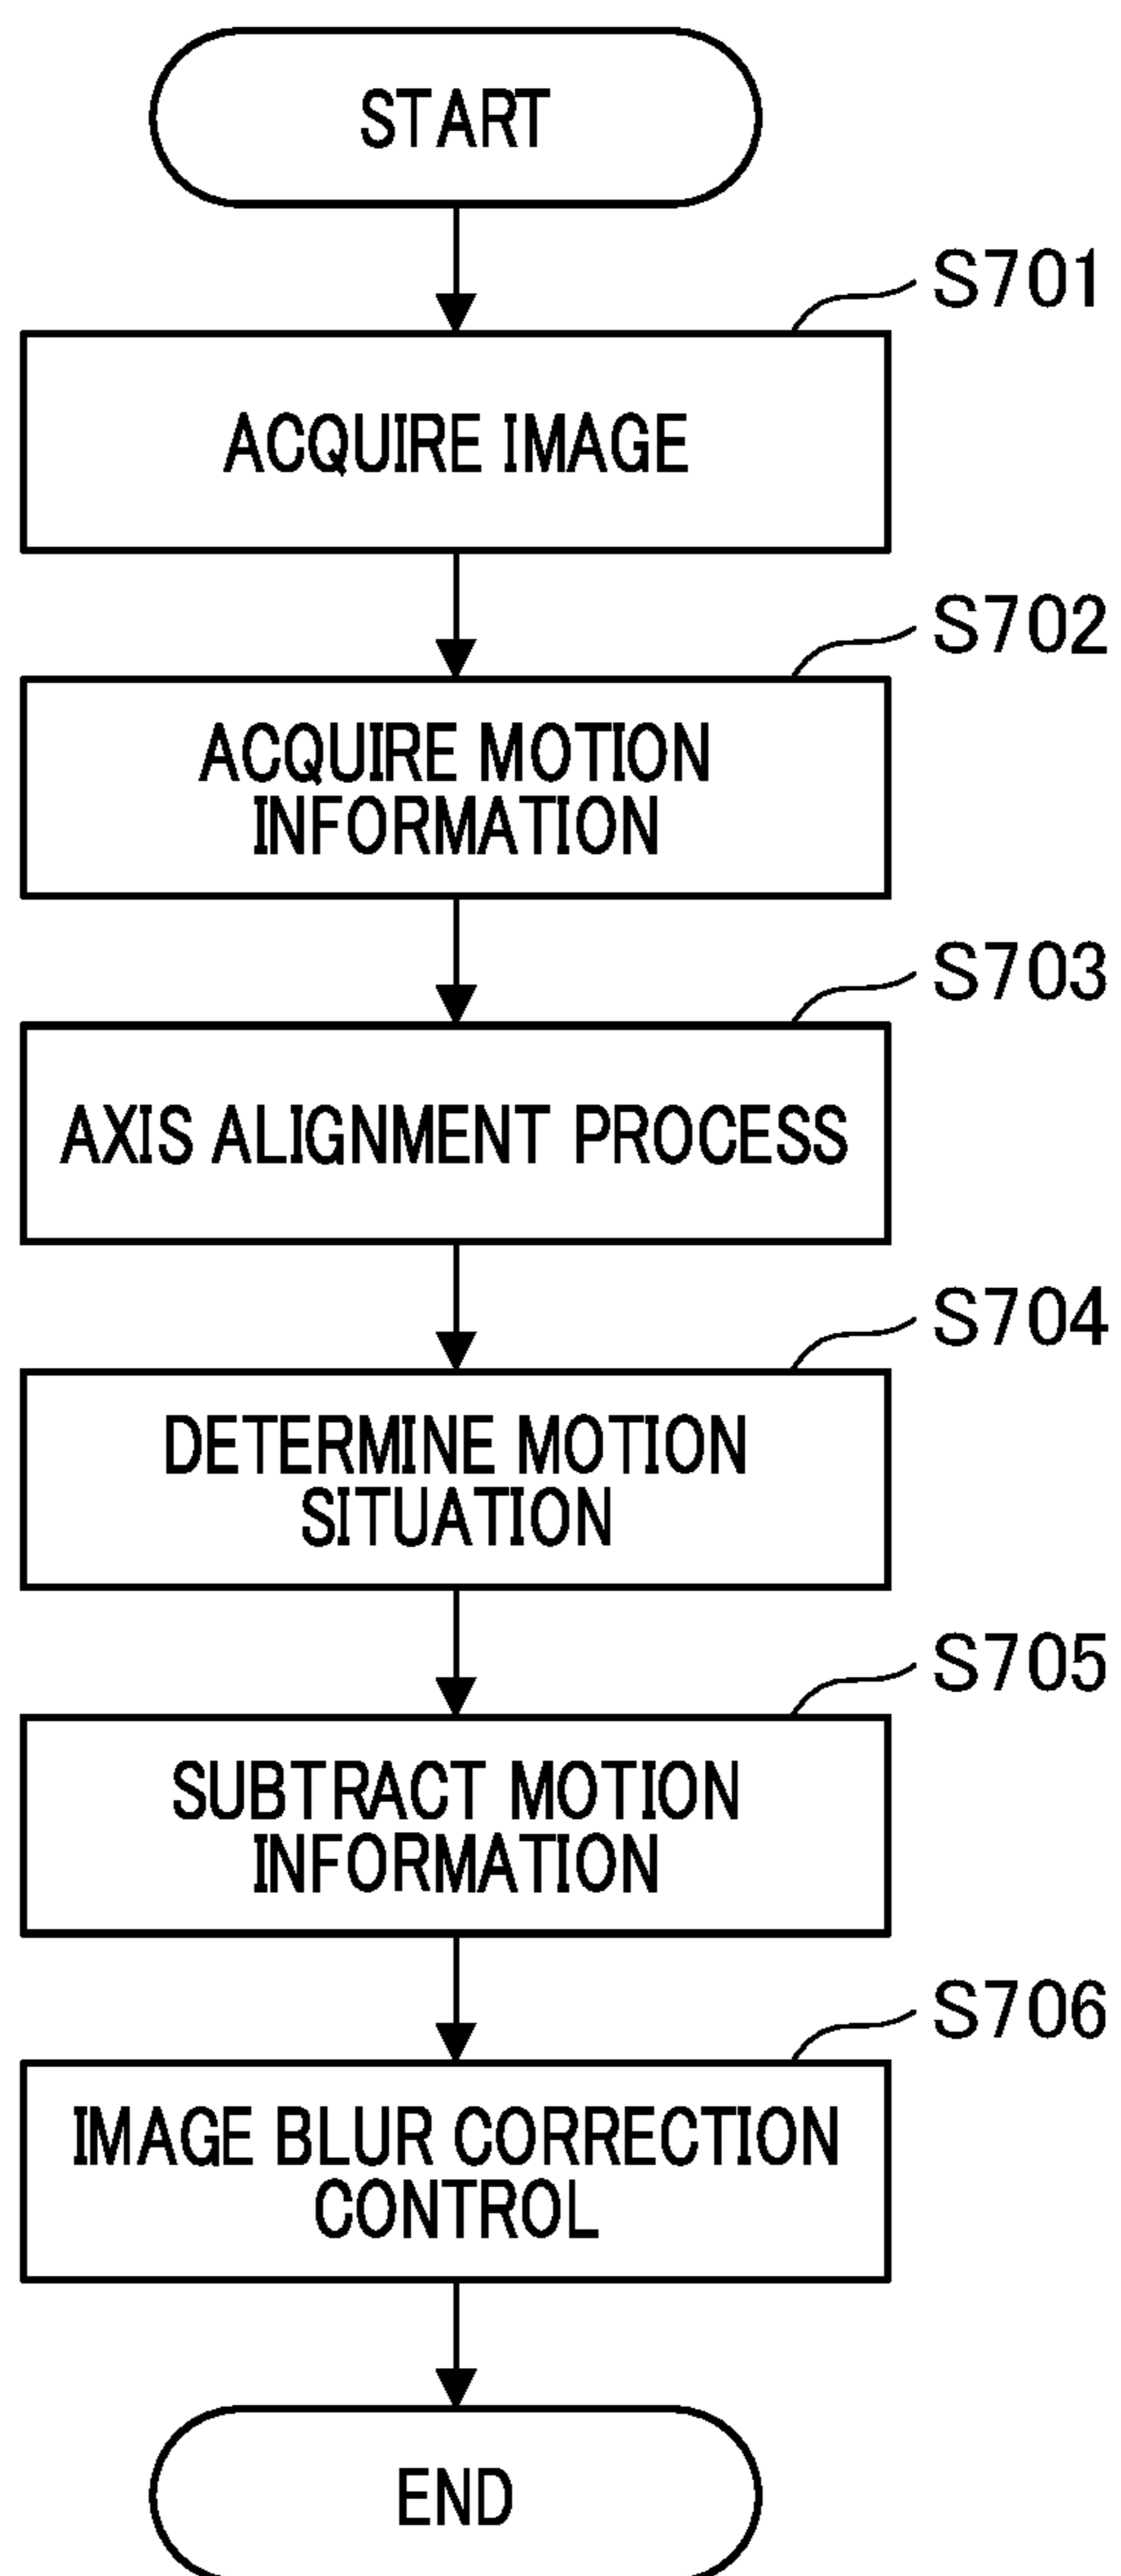 START
S701
ACQUIRE IMAGE
S702
ACQUIRE MOTION
INFORMATION
S703
AXIS ALIGNMENT PROCESS
S704
DETERMINE MOTION
SITUATION
S705
SUBTRACT MOTION
INFORMATION
S706
IMAGE BLUR CORRECTION
CONTROL
END